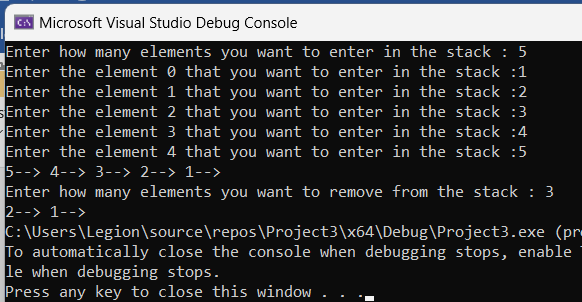 Microsoft Visual Studio Debug Console
Enter how many elements you want to enter in the stack : 5
Enter the element 0 that you want to enter in the stack :1
Enter the element 1 that you want to enter in the stack :2
Enter the element 2 that you want to enter in the stack :3
Enter the element 3 that you want to enter in the stack :4
Enter the element 4 that you want to enter in the stack :5
5--> 4--> 3--> 2--> 1-->
Enter how many elements you want to remove from the stack : 3
2--> 1-->
C:\Users\Legion\source\repos\Project3\x64\Debug\Project3.exe (pro
To automatically close the console when debugging stops, enable
le when debugging stops.
Press any key to close this window . . .